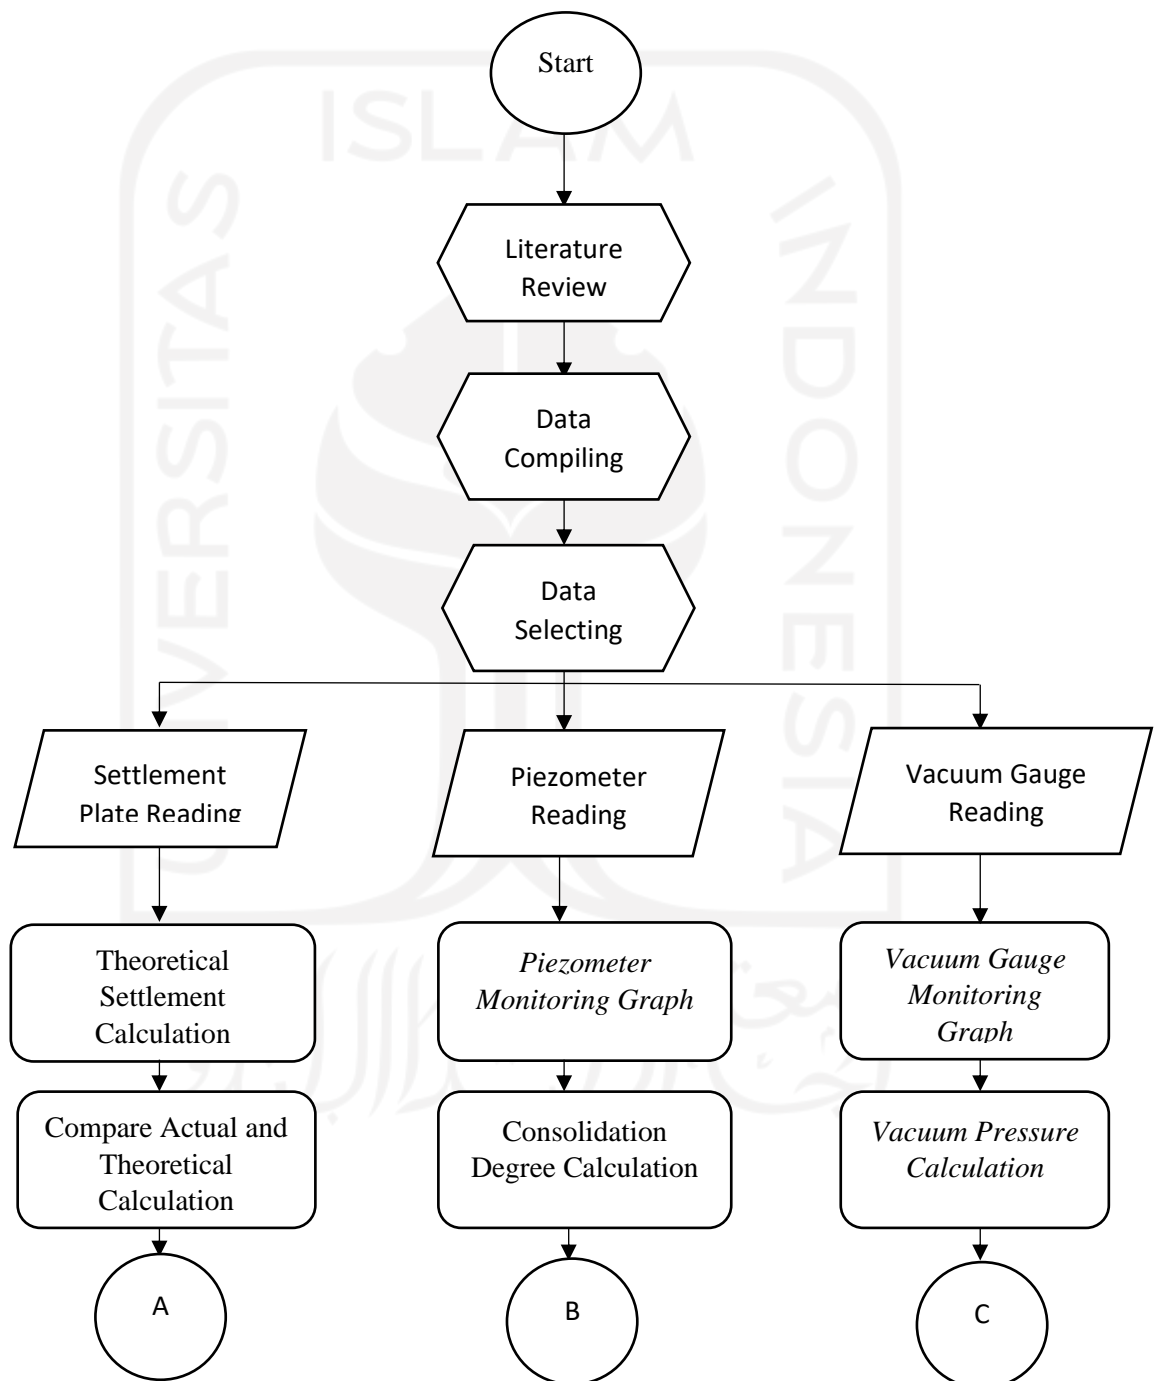 Start
ISLAM
UNIVERSITAS
INDONESIA
Literature
Review
Data
Compiling
Data
Selecting
Settlement
Plate Reading
Piezometer
Reading
Vacuum Gauge
Reading
Theoretical
Settlement
Calculation
Piezometer
Monitoring Graph
Vacuum Gauge
Monitoring
Graph
Compare Actual and
Theoretical
Calculation
Consolidation
Degree Calculation
Vacuum Pressure
Calculation
A
B
C